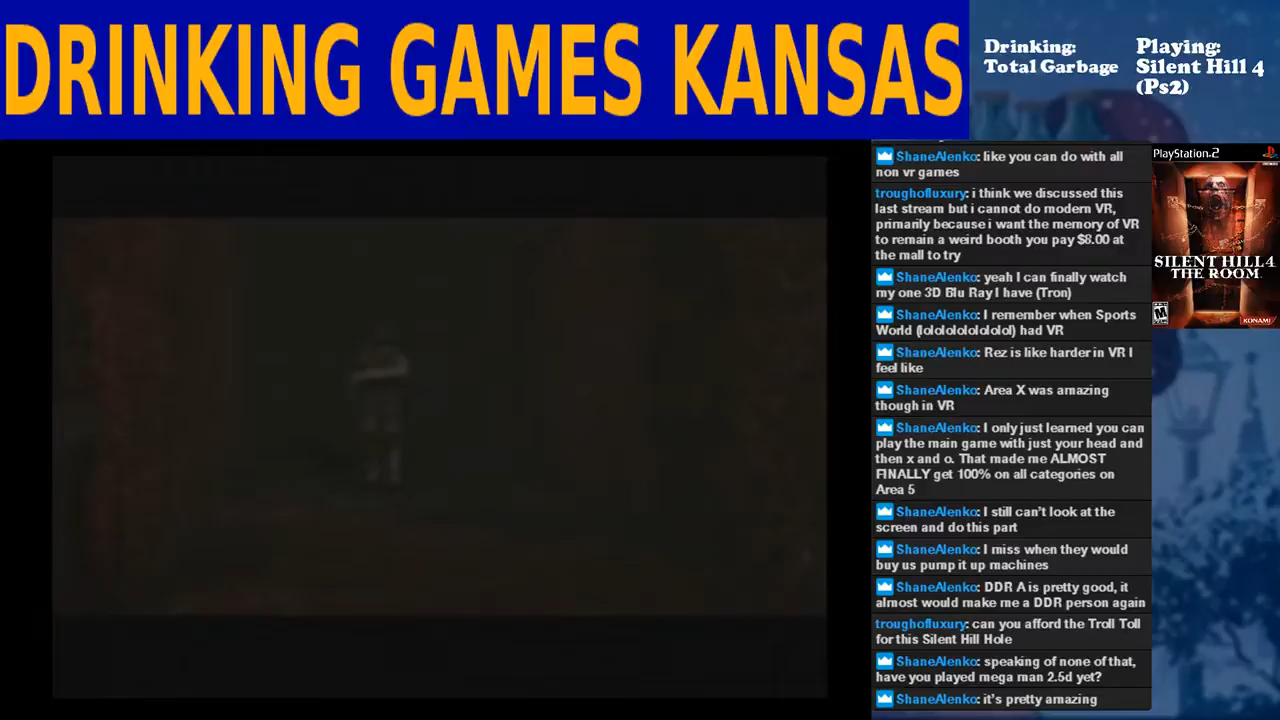 DRINKING GAMES KANSAS
Drinking:
Total Garbage
Playing:
Silent Hill 4
(Ps2)
ShaneAlenko: like you can do with all
non vr games
troughofluxury: i think we discussed this
last stream but i cannot do modern VR,
primarily because i want the memory of VR
to remain a weird booth you pay $8.00 at
the mall to try
ShaneAlenko: yeah I can finally watch
my one 3D Blu Ray I have (Tron)
ShaneAlenko: I remember when Sports
World (lolololololololol) had VR
ShaneAlenko: Rez is like harder in VR I
feel like
ShaneAlenko: Area X was amazing
though in VR
ShaneAlenko: I only just learned you can
play the main game with just your head and
then x and o. That made me ALMOST
FINALLY get 100% on all categories on
Area 5
ShaneAlenko: I still can't look at the
screen and do this part
ShaneAlenko: I miss when they would
buy us pump it up machines
ShaneAlenko: DDR A is pretty good, it
almost would make me a DDR person again
troughofluxury: can you afford the Troll Toll
for this Silent Hill Hole
ShaneAlenko: speaking of none of that,
have you played mega man 2.5d yet?
ShaneAlenko: it's pretty amazing
PlayStation.2
SILENT HILL 4
THE ROOM
M
KONAMI